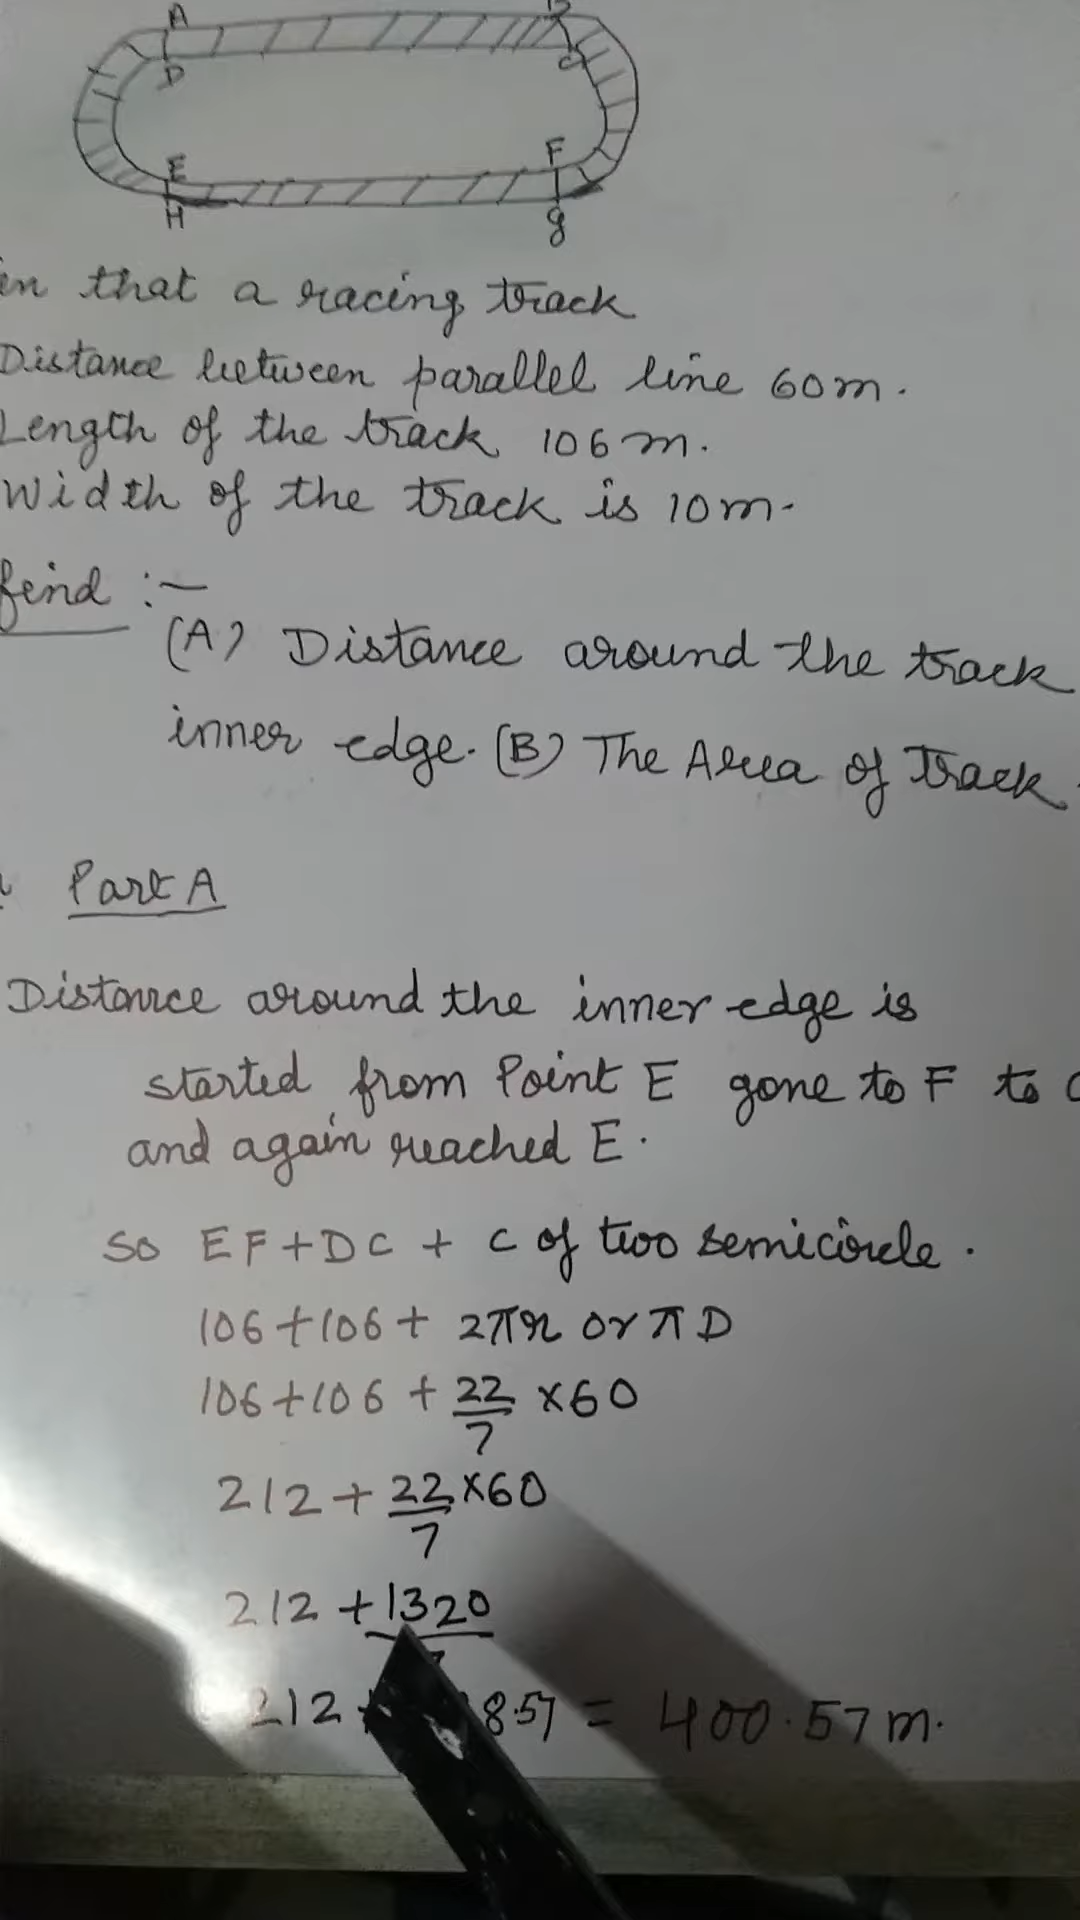 A B
D C
E F
H g
en that a racing track
Distance between parallel line 60m.
Length of the track 106m.
Width of the track is 10m.
find :-
(A) Distance around the track
inner edge. (B) The Area of Track.
Part A
Distance around the inner edge is
started from Point E gone to F to C
and again reached E.
So EF+DC + C of two semicircle.
106+106+ 2πr or πD
106+106+ 22/7 ×60
212+ 22/7 ×60
212 +1320
212 8.57 = 400.57m.